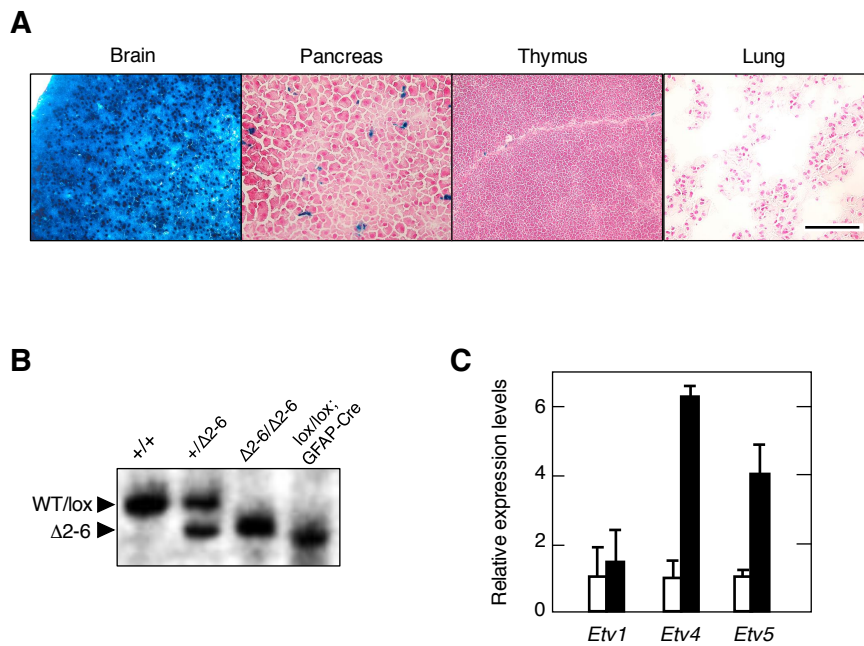 A
Brain Pancreas Thymus Lung
B
+/+ +/Δ2-6 Δ2-6/Δ2-6 lox/lox;
GFAP-Cre
WT/lox
Δ2-6
C
Relative expression levels
6
4
2
0
Etv1 Etv4 Etv5